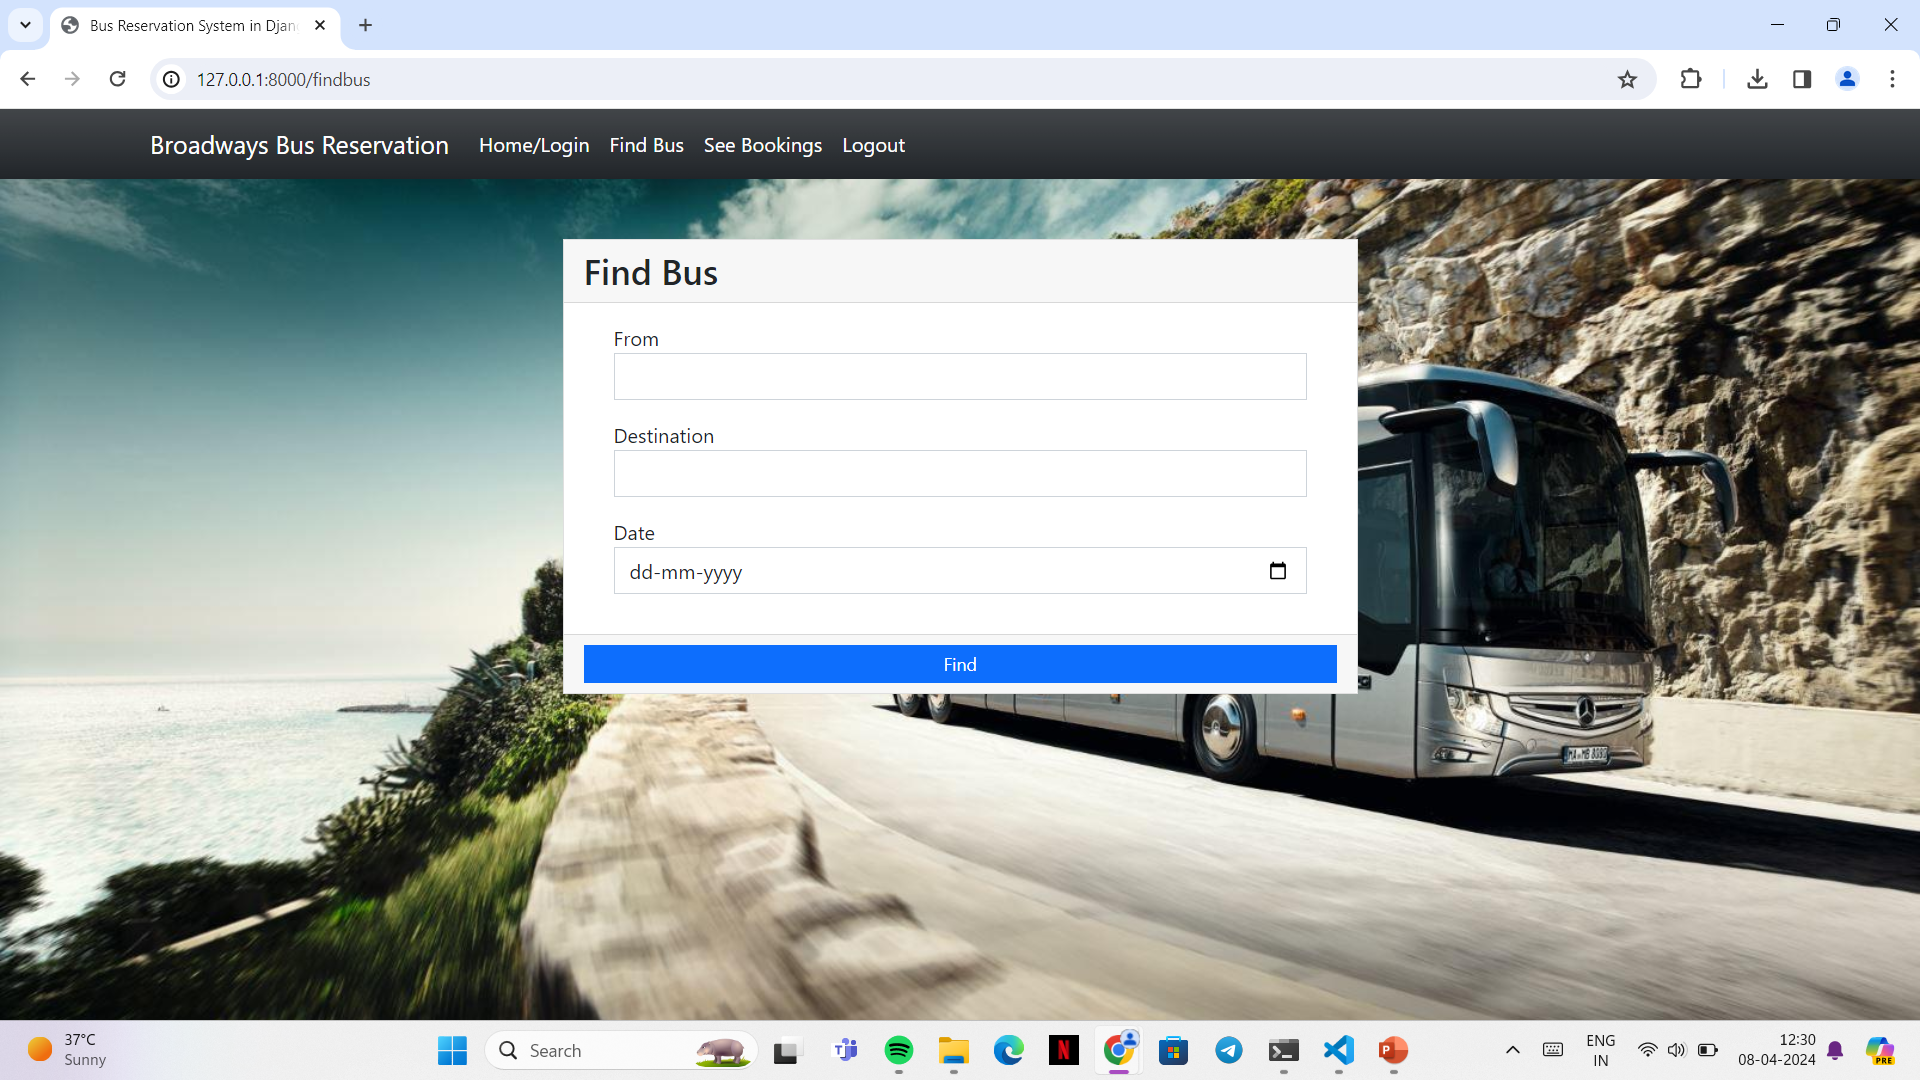 Bus Reservation System in Djan
127.0.0.1:8000/findbus
Broadways Bus Reservation Home/Login Find Bus See Bookings Logout
Find Bus
From
Destination
Date
dd-mm-yyyy
Find
37°C
Sunny
Search
ENG
IN
12:30
08-04-2024
PRE